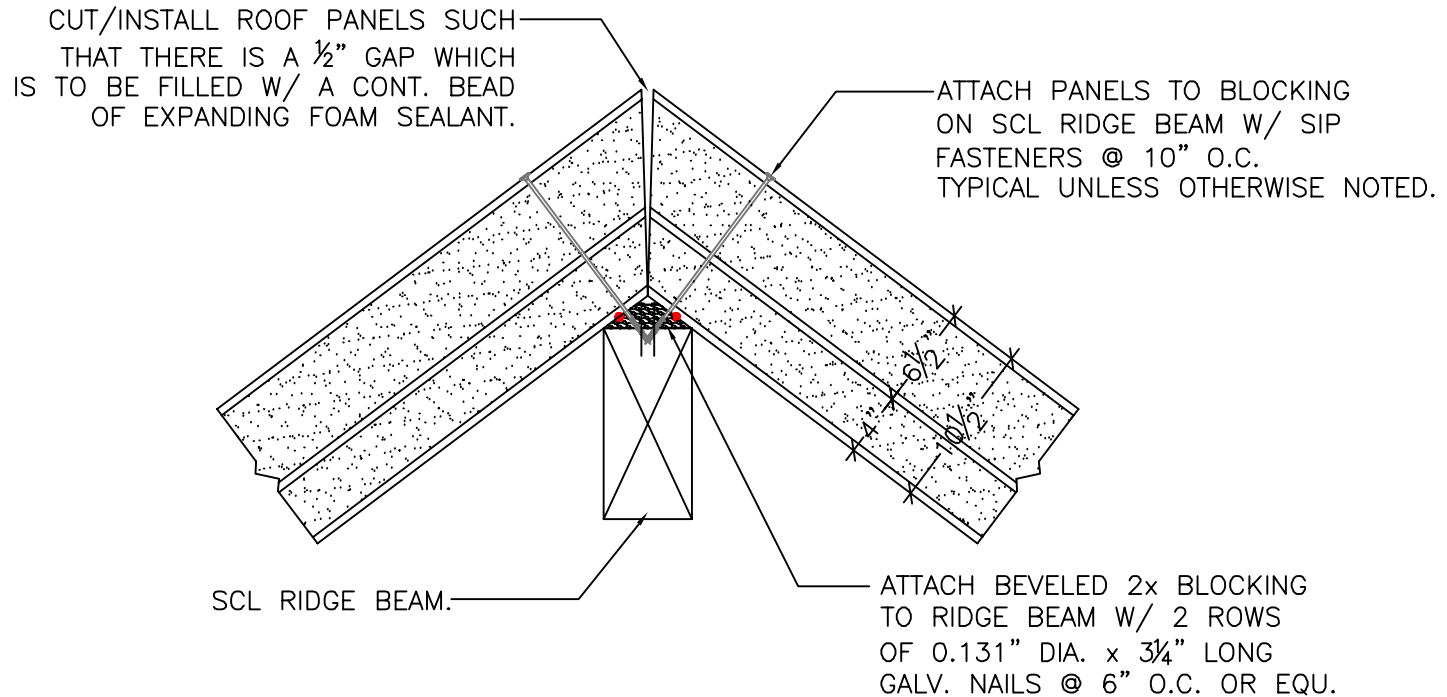 CUT/INSTALL ROOF PANELS SUCH
THAT THERE IS A ½” GAP WHICH
IS TO BE FILLED W/ A CONT. BEAD
OF EXPANDING FOAM SEALANT.
ATTACH PANELS TO BLOCKING
ON SCL RIDGE BEAM W/ SIP
FASTENERS @ 10” O.C.
TYPICAL UNLESS OTHERWISE NOTED.
6½”
4”
10½”
SCL RIDGE BEAM.
ATTACH BEVELED 2x BLOCKING
TO RIDGE BEAM W/ 2 ROWS
OF 0.131” DIA. x 3¼” LONG
GALV. NAILS @ 6” O.C. OR EQU.